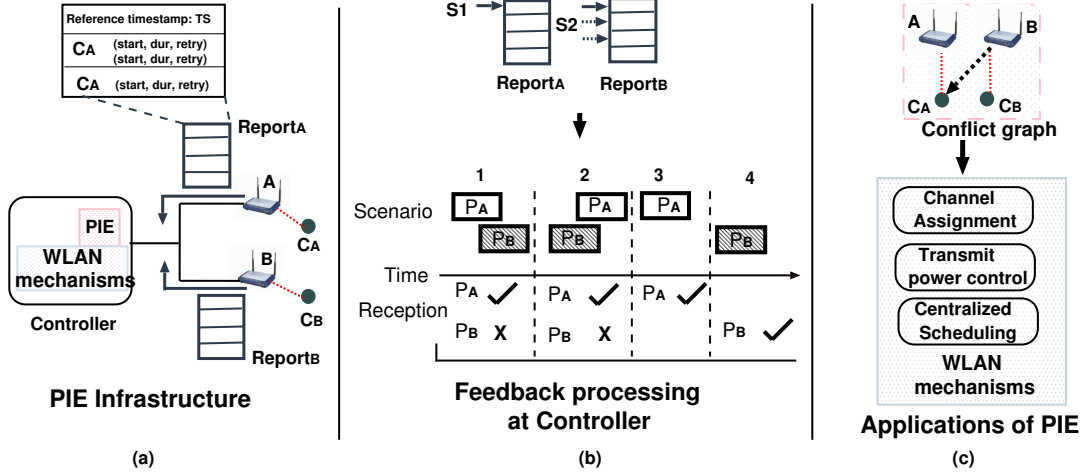 Reference timestamp: TS
CA (start, dur, retry)
(start, dur, retry)
CA (start, dur, retry)
ReportA
A
CA
PIE
WLAN
mechanisms
B
CB
Controller
ReportB
PIE Infrastructure
(a)
S1
S2
ReportA
ReportB
1 2 3 4
Scenario
PA PA PA
PB PB PB
Time
Reception
PA PA PA
PB X PB X PB
Feedback processing
at Controller
(b)
A B
CA CB
Conflict graph
Channel
Assignment
Transmit
power control
Centralized
Scheduling
WLAN
mechanisms
Applications of PIE
(c)